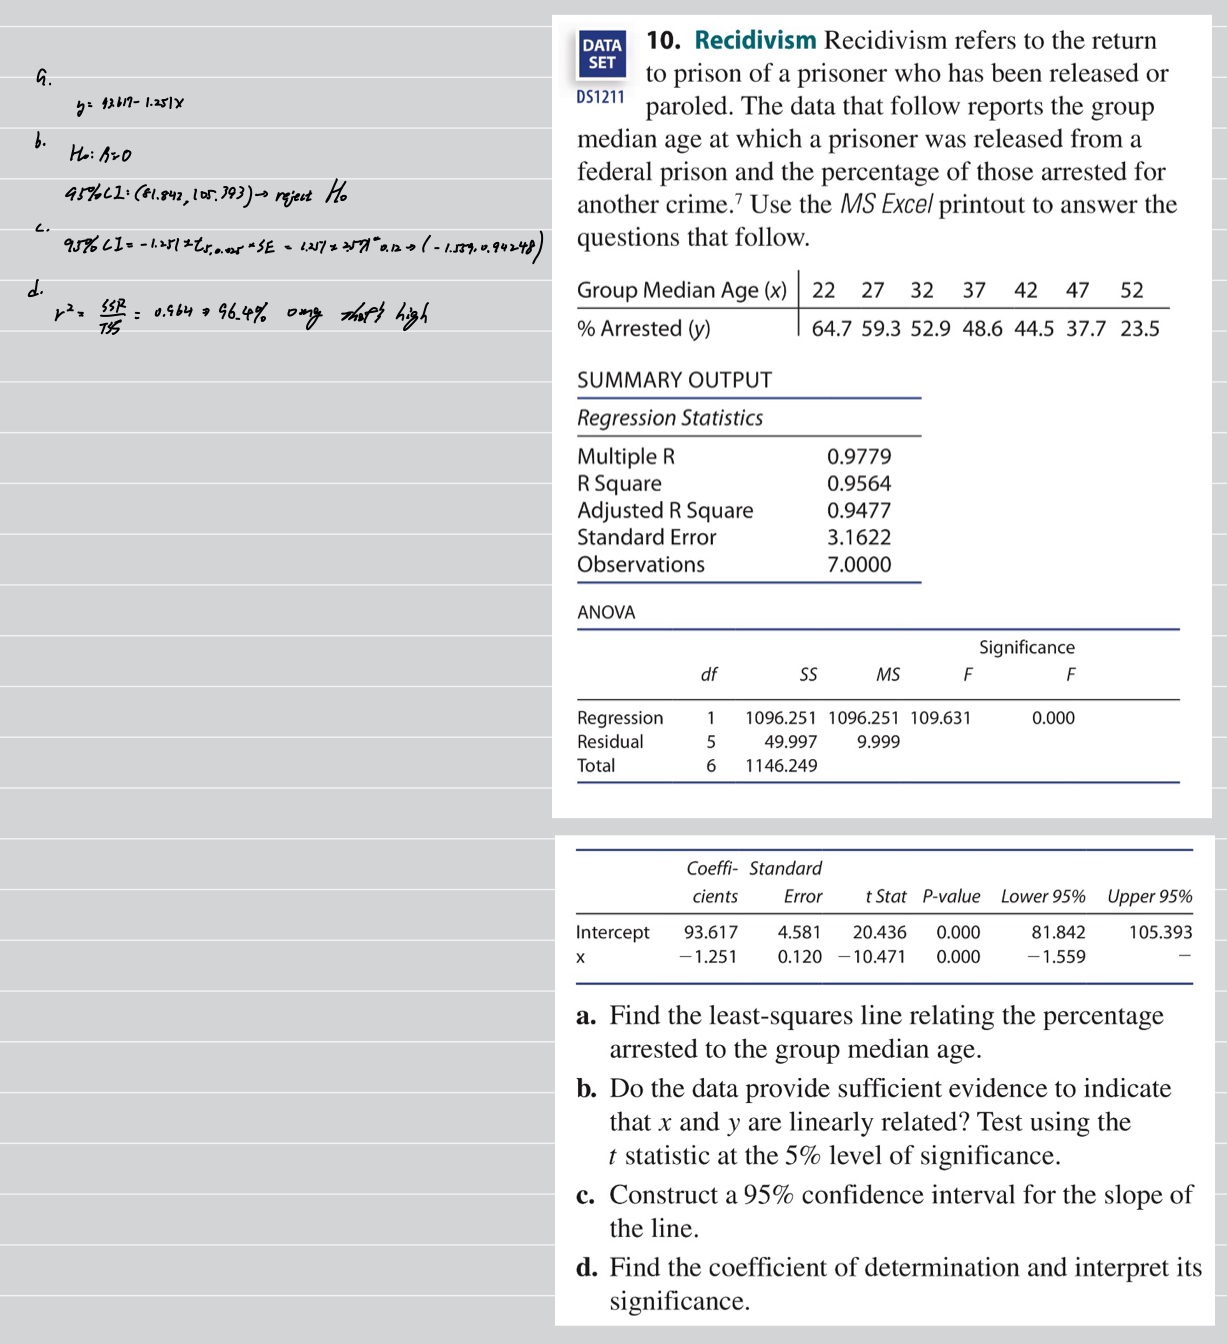 a.
y = 93.617 - 1.251x
b.
H₀: β=0
95% CI: (81.842, 105.393) → reject H₀
c.
95% CI = -1.251 ± t5,0.025 * SE = 1.251 ± 2.571 * 0.12 → (-1.559, 0.94248)
d.
r² = SSR/TSS = 0.964 → 96.4% omg that's high
DATA SET
DS1211
10. Recidivism Recidivism refers to the return
to prison of a prisoner who has been released or
paroled. The data that follow reports the group
median age at which a prisoner was released from a
federal prison and the percentage of those arrested for
another crime.⁷ Use the MS Excel printout to answer the
questions that follow.
Group Median Age (x) 22 27 32 37 42 47 52
% Arrested (y) 64.7 59.3 52.9 48.6 44.5 37.7 23.5
SUMMARY OUTPUT
Regression Statistics
Multiple R 0.9779
R Square 0.9564
Adjusted R Square 0.9477
Standard Error 3.1622
Observations 7.0000
ANOVA
Significance
df SS MS F F
Regression 1 1096.251 1096.251 109.631 0.000
Residual 5 49.997 9.999
Total 6 1146.249
Coeffi- Standard
cients Error t Stat P-value Lower 95% Upper 95%
Intercept 93.617 4.581 20.436 0.000 81.842 105.393
x −1.251 0.120 −10.471 0.000 −1.559 −
a. Find the least-squares line relating the percentage
arrested to the group median age.
b. Do the data provide sufficient evidence to indicate
that x and y are linearly related? Test using the
t statistic at the 5% level of significance.
c. Construct a 95% confidence interval for the slope of
the line.
d. Find the coefficient of determination and interpret its
significance.